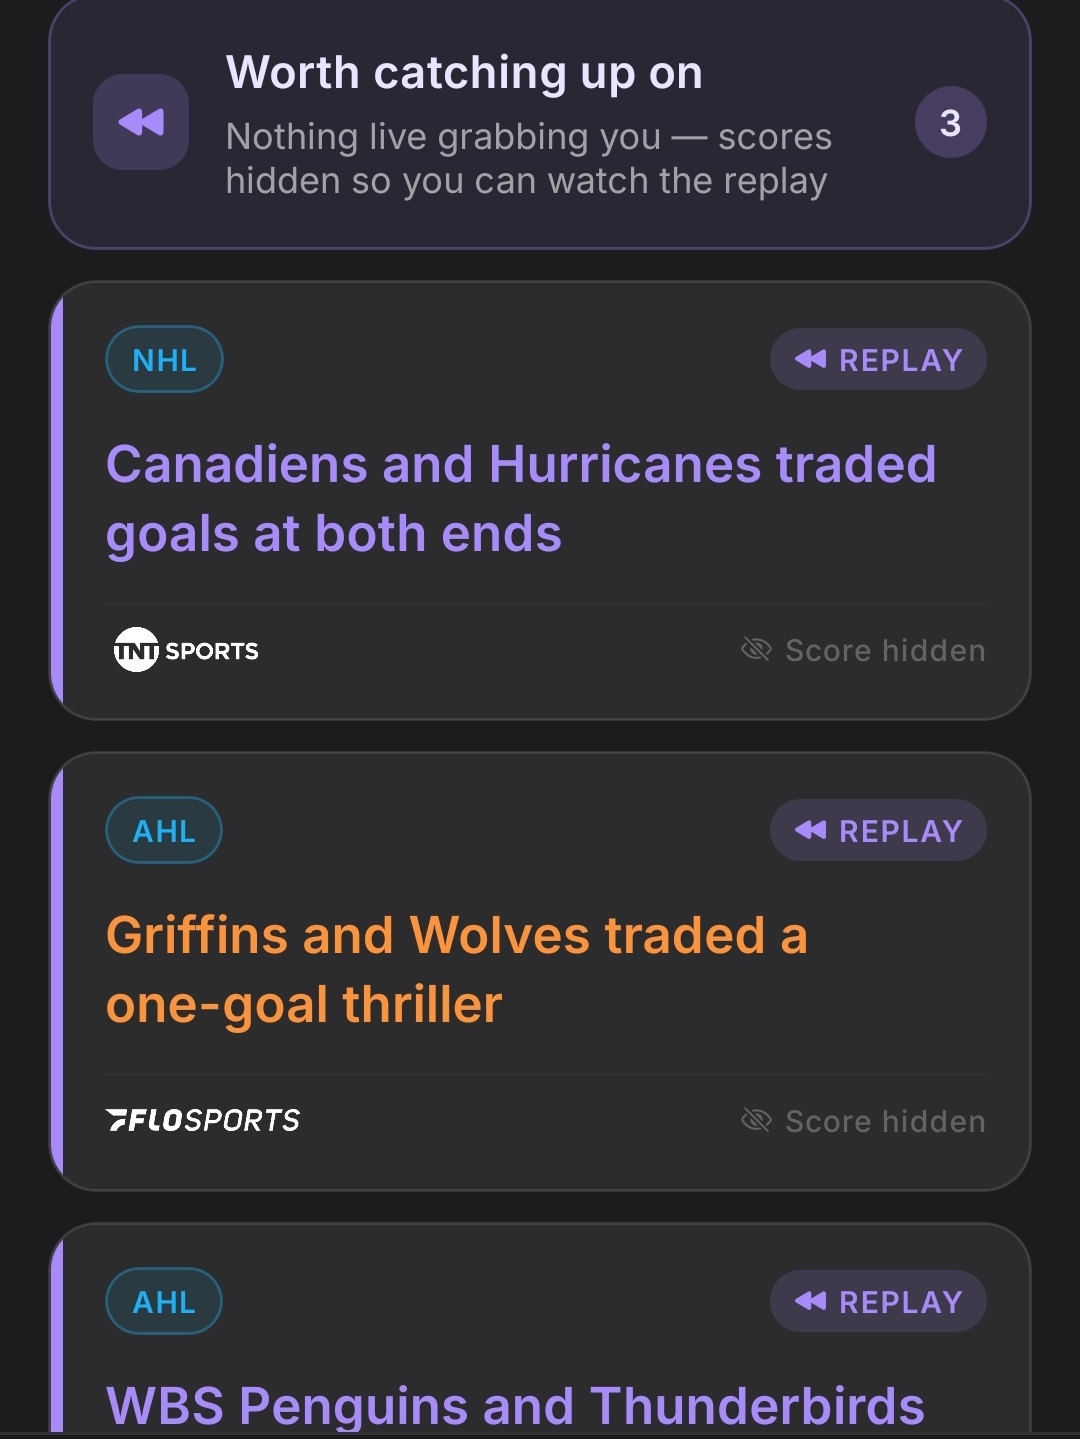 Worth catching up on
Nothing live grabbing you — scores
hidden so you can watch the replay
3
NHL
REPLAY
Canadiens and Hurricanes traded
goals at both ends
TNT SPORTS
Score hidden
AHL
REPLAY
Griffins and Wolves traded a
one-goal thriller
FLOSPORTS
Score hidden
AHL
REPLAY
WBS Penguins and Thunderbirds